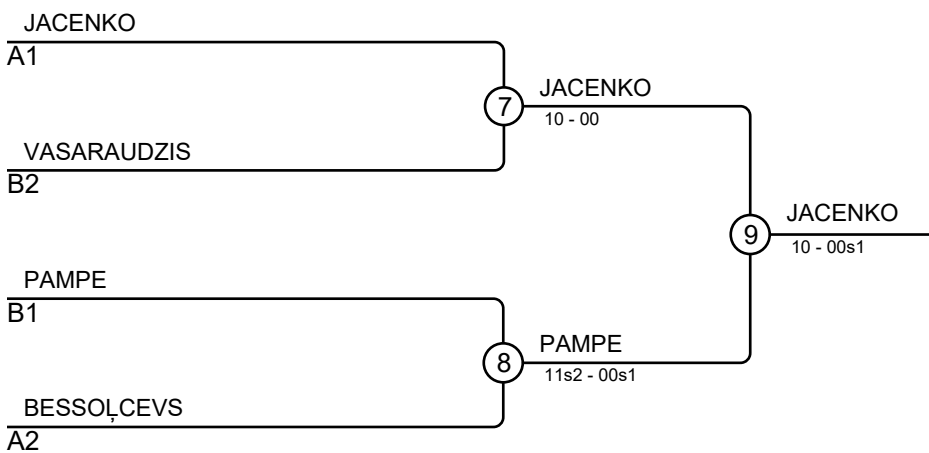 JACENKO
A1
7
JACENKO
10 - 00
VASARAUDZIS
B2
9
JACENKO
10 - 00s1
PAMPE
B1
8
PAMPE
11s2 - 00s1
BESSOĻCEVS
A2